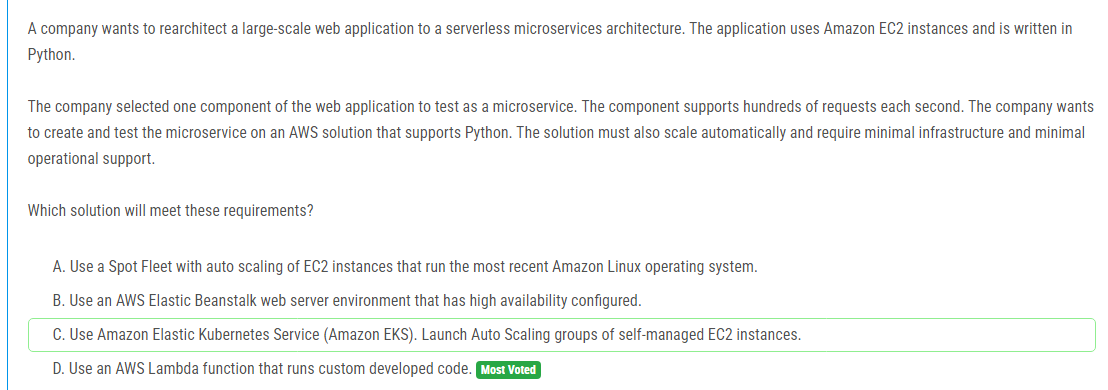 A company wants to rearchitect a large-scale web application to a serverless microservices architecture. The application uses Amazon EC2 instances and is written in
Python.
The company selected one component of the web application to test as a microservice. The component supports hundreds of requests each second. The company wants
to create and test the microservice on an AWS solution that supports Python. The solution must also scale automatically and require minimal infrastructure and minimal
operational support.
Which solution will meet these requirements?
A. Use a Spot Fleet with auto scaling of EC2 instances that run the most recent Amazon Linux operating system.
B. Use an AWS Elastic Beanstalk web server environment that has high availability configured.
C. Use Amazon Elastic Kubernetes Service (Amazon EKS). Launch Auto Scaling groups of self-managed EC2 instances.
D. Use an AWS Lambda function that runs custom developed code. Most Voted